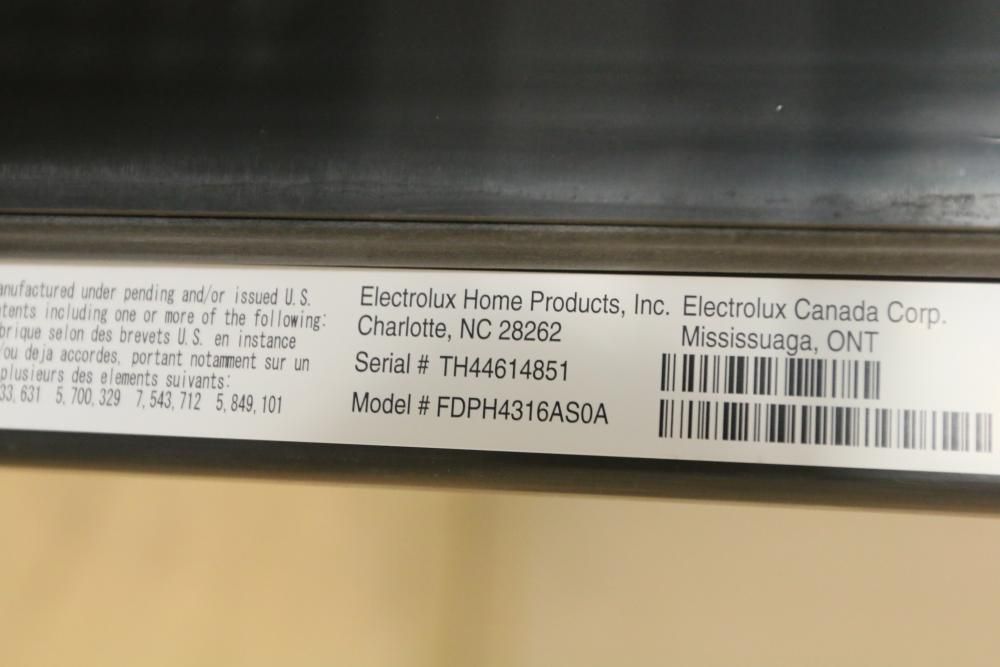 anufactured under pending and/or issued U.S.
tents including one or more of the following:
brique selon des brevets U.S. en instance
/ou deja accordes, portant notamment sur un
plusieurs des elements suivants:
33,631 5,700,329 7,543,712 5,849,101
Electrolux Home Products, Inc.
Charlotte, NC 28262
Serial # TH44614851
Model # FDPH4316AS0A
Electrolux Canada Corp.
Mississuaga, ONT